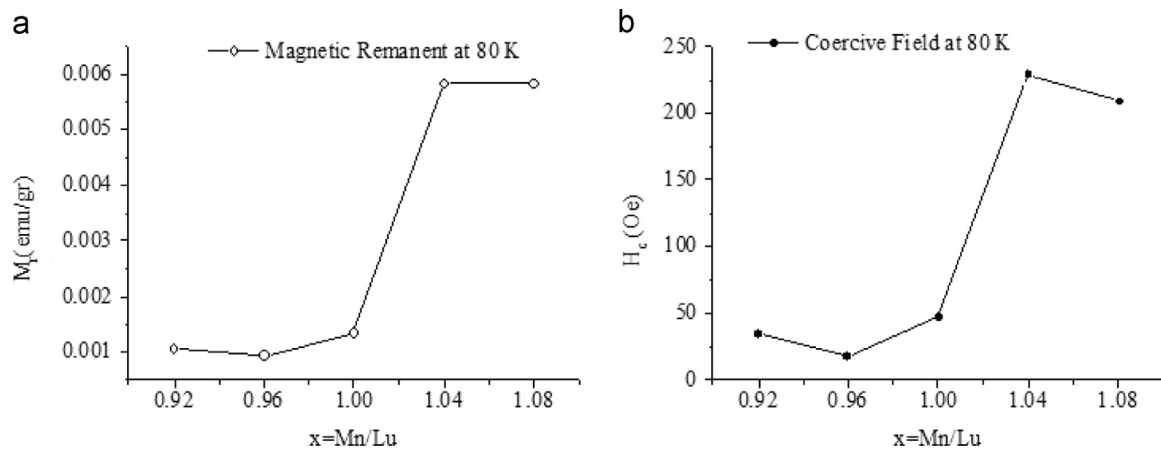 a
Magnetic Remanent at 80 K
0.006
0.005
0.004
0.003
0.002
0.001
M_r(emu/gr)
0.92 0.96 1.00 1.04 1.08
x=Mn/Lu
b
Coercive Field at 80 K
250
200
150
100
50
0
H_c (Oe)
0.92 0.96 1.00 1.04 1.08
x=Mn/Lu